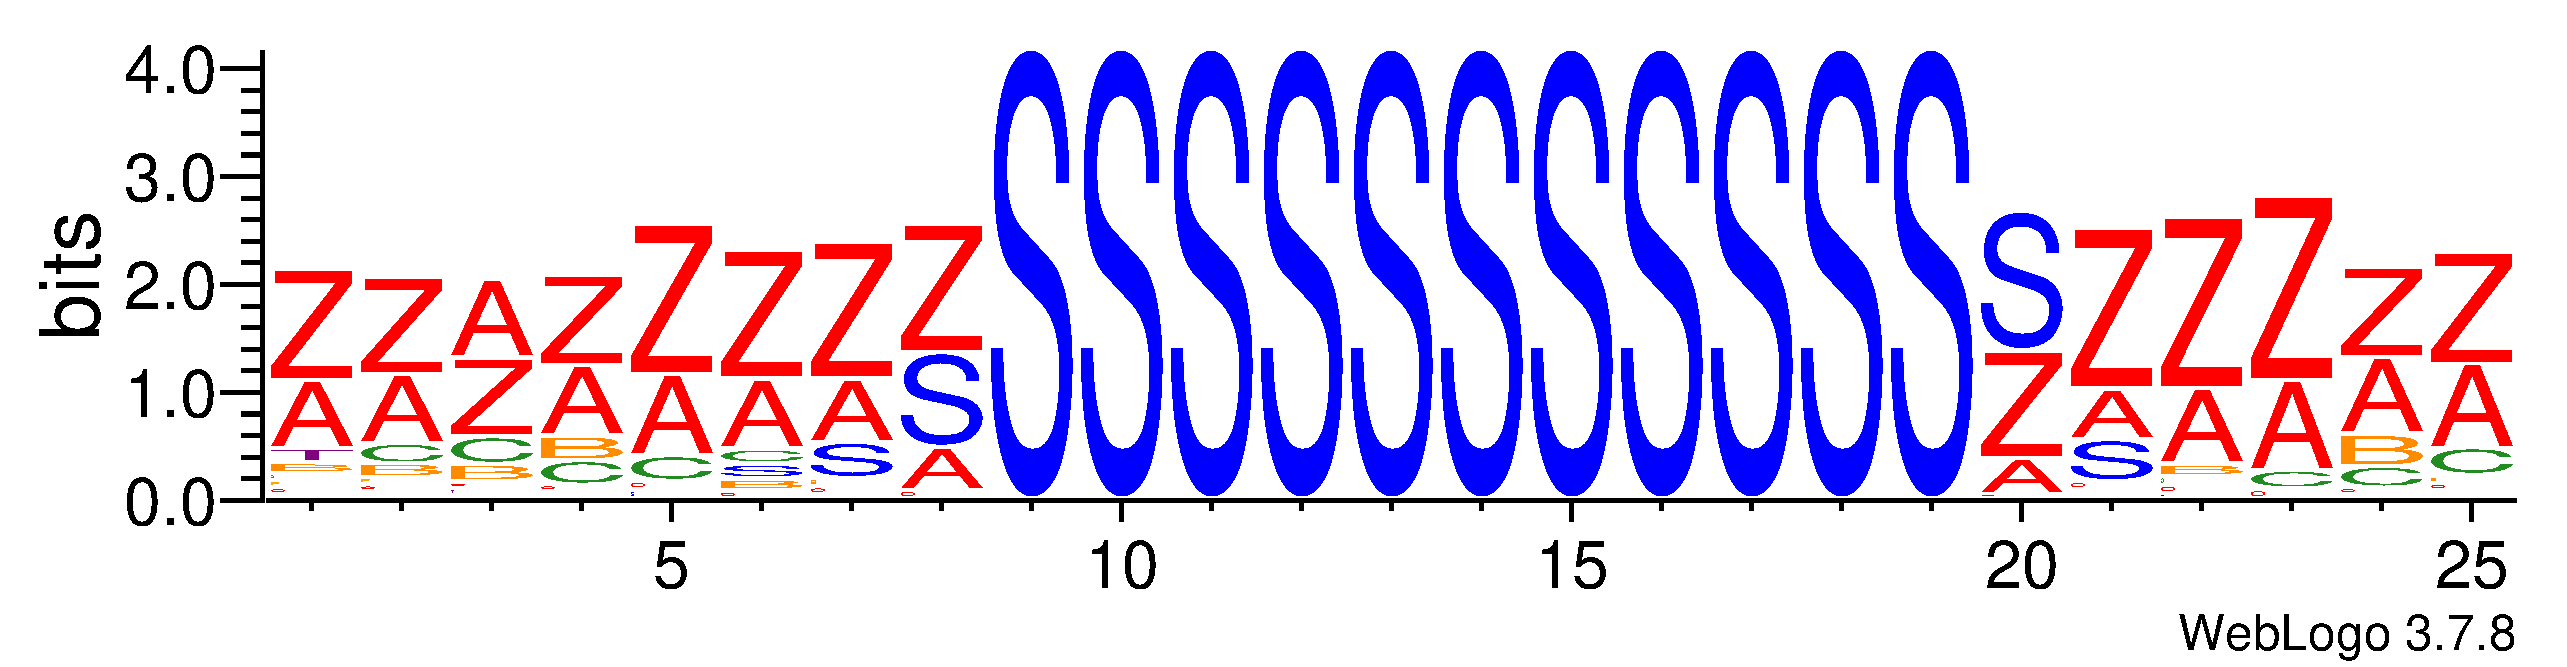 4.0
3.0
2.0
1.0
0.0
bits
Z Z A Z Z Z Z Z S S S S S S S S S S S S Z Z Z Z Z
A A Z A A A A S Z A A A A A
T C C B C C S A A S B C B C
B B B C S B C
5 10 15 20 25
WebLogo 3.7.8